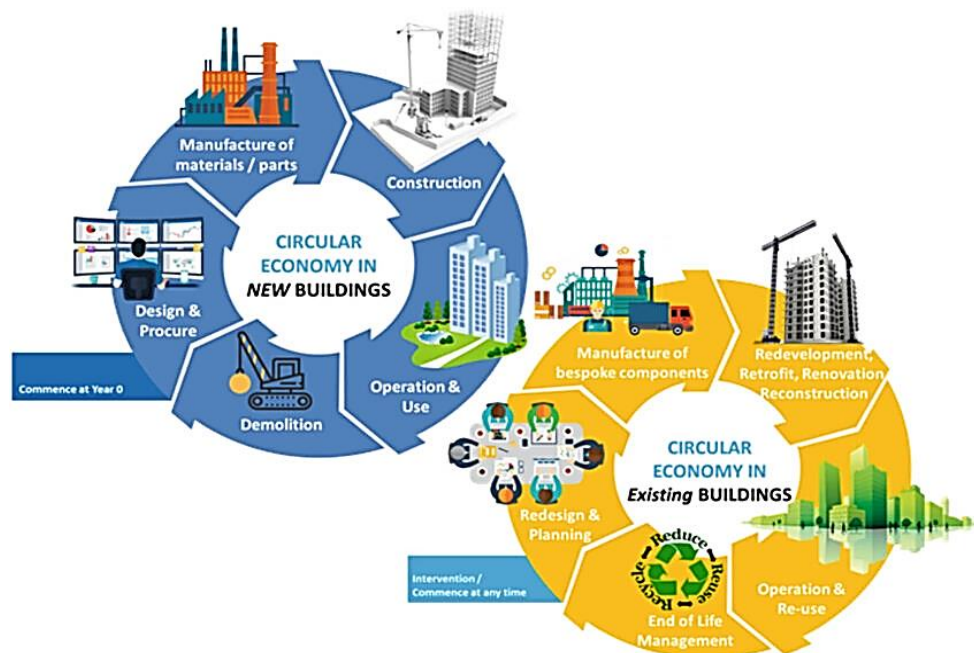 Manufacture of
materials / parts
Construction
CIRCULAR
ECONOMY IN
NEW BUILDINGS
Design &
Procure
Commence at Year 0
Demolition
Operation &
Use
Manufacture of
bespoke components
Redevelopment,
Retrofit, Renovation
Reconstruction
CIRCULAR
ECONOMY IN
Existing BUILDINGS
Redesign &
Planning
Intervention /
Commence at any time
Reduce
Reuse
Recycle
End of Life
Management
Operation &
Re-use